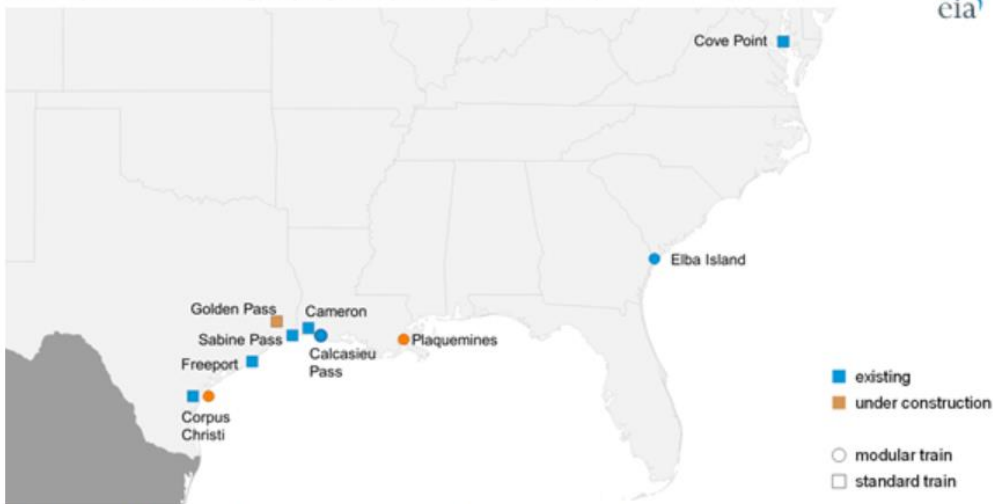 eia
Cove Point
Elba Island
Golden Pass
Cameron
Sabine Pass
Calcasieu
Pass
Plaquemines
Freeport
Corpus
Christi
existing
under construction
modular train
standard train